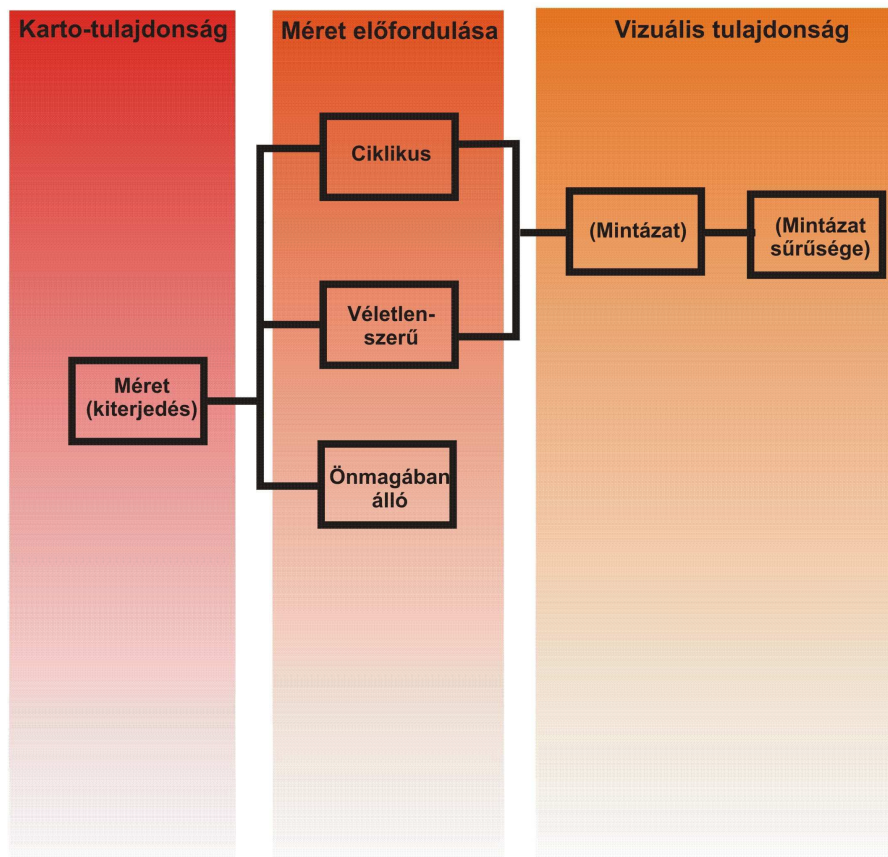 Karto-tulajdonság
Méret előfordulása
Vizuális tulajdonság
Ciklikus
(Mintázat)
(Mintázat
sűrűsége)
Véletlen-
szerű
Méret
(kiterjedés)
Önmagában
álló